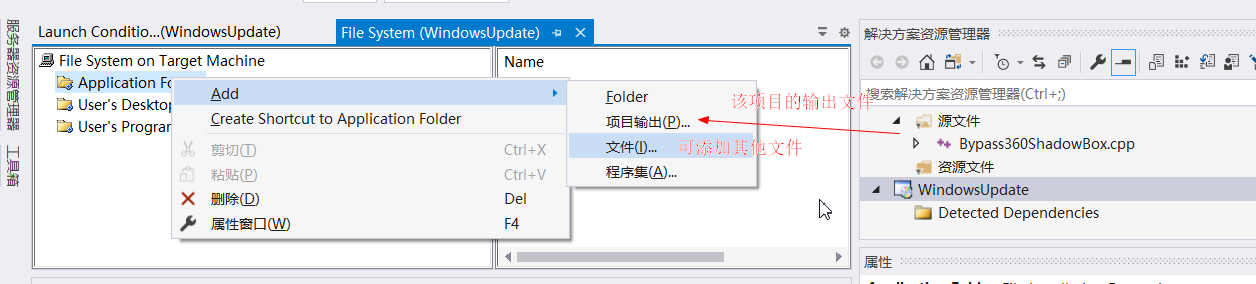 服务器资源管理器
工具箱
Launch Conditio...(WindowsUpdate)
File System (WindowsUpdate)
File System on Target Machine
Application Fo
User's Desktop
User's Program
Name
Add
Create Shortcut to Application Folder
剪切(T) Ctrl+X
粘贴(P) Ctrl+V
删除(D) Del
属性窗口(W) F4
Folder
项目输出(P)...
文件(I)...
程序集(A)...
该项目的输出文件
可添加其他文件
解决方案资源管理器
搜索解决方案资源管理器(Ctrl+;)
源文件
Bypass360ShadowBox.cpp
资源文件
WindowsUpdate
Detected Dependencies
属性